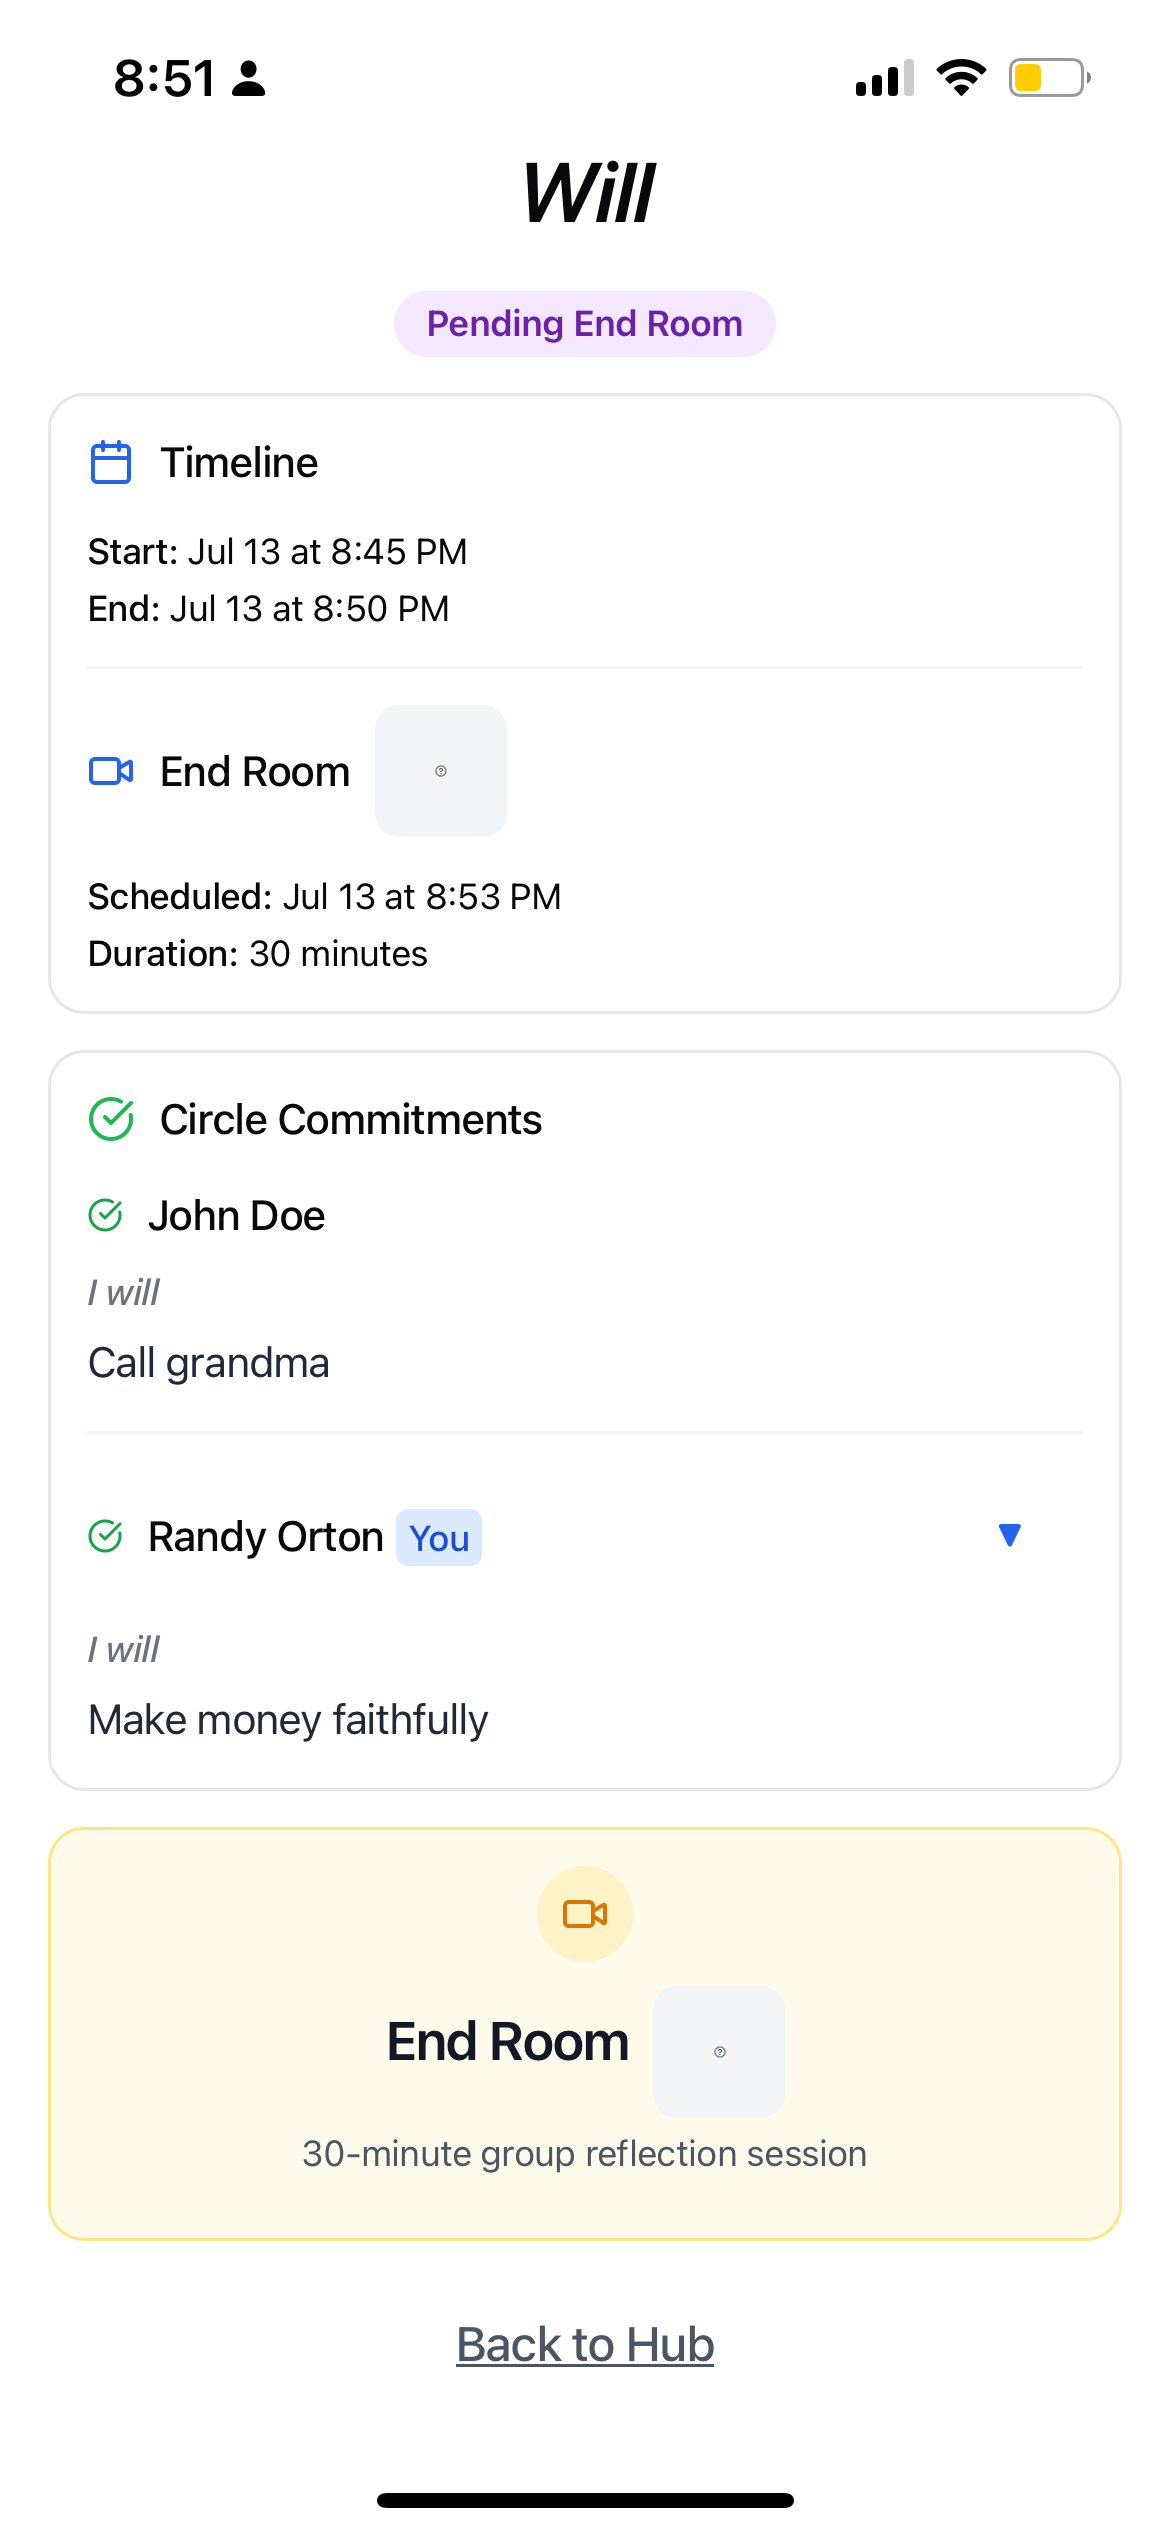 8:51
Will
Pending End Room
Timeline
Start: Jul 13 at 8:45 PM
End: Jul 13 at 8:50 PM
End Room
Scheduled: Jul 13 at 8:53 PM
Duration: 30 minutes
Circle Commitments
John Doe
I will
Call grandma
Randy Orton You
I will
Make money faithfully
End Room
30-minute group reflection session
Back to Hub